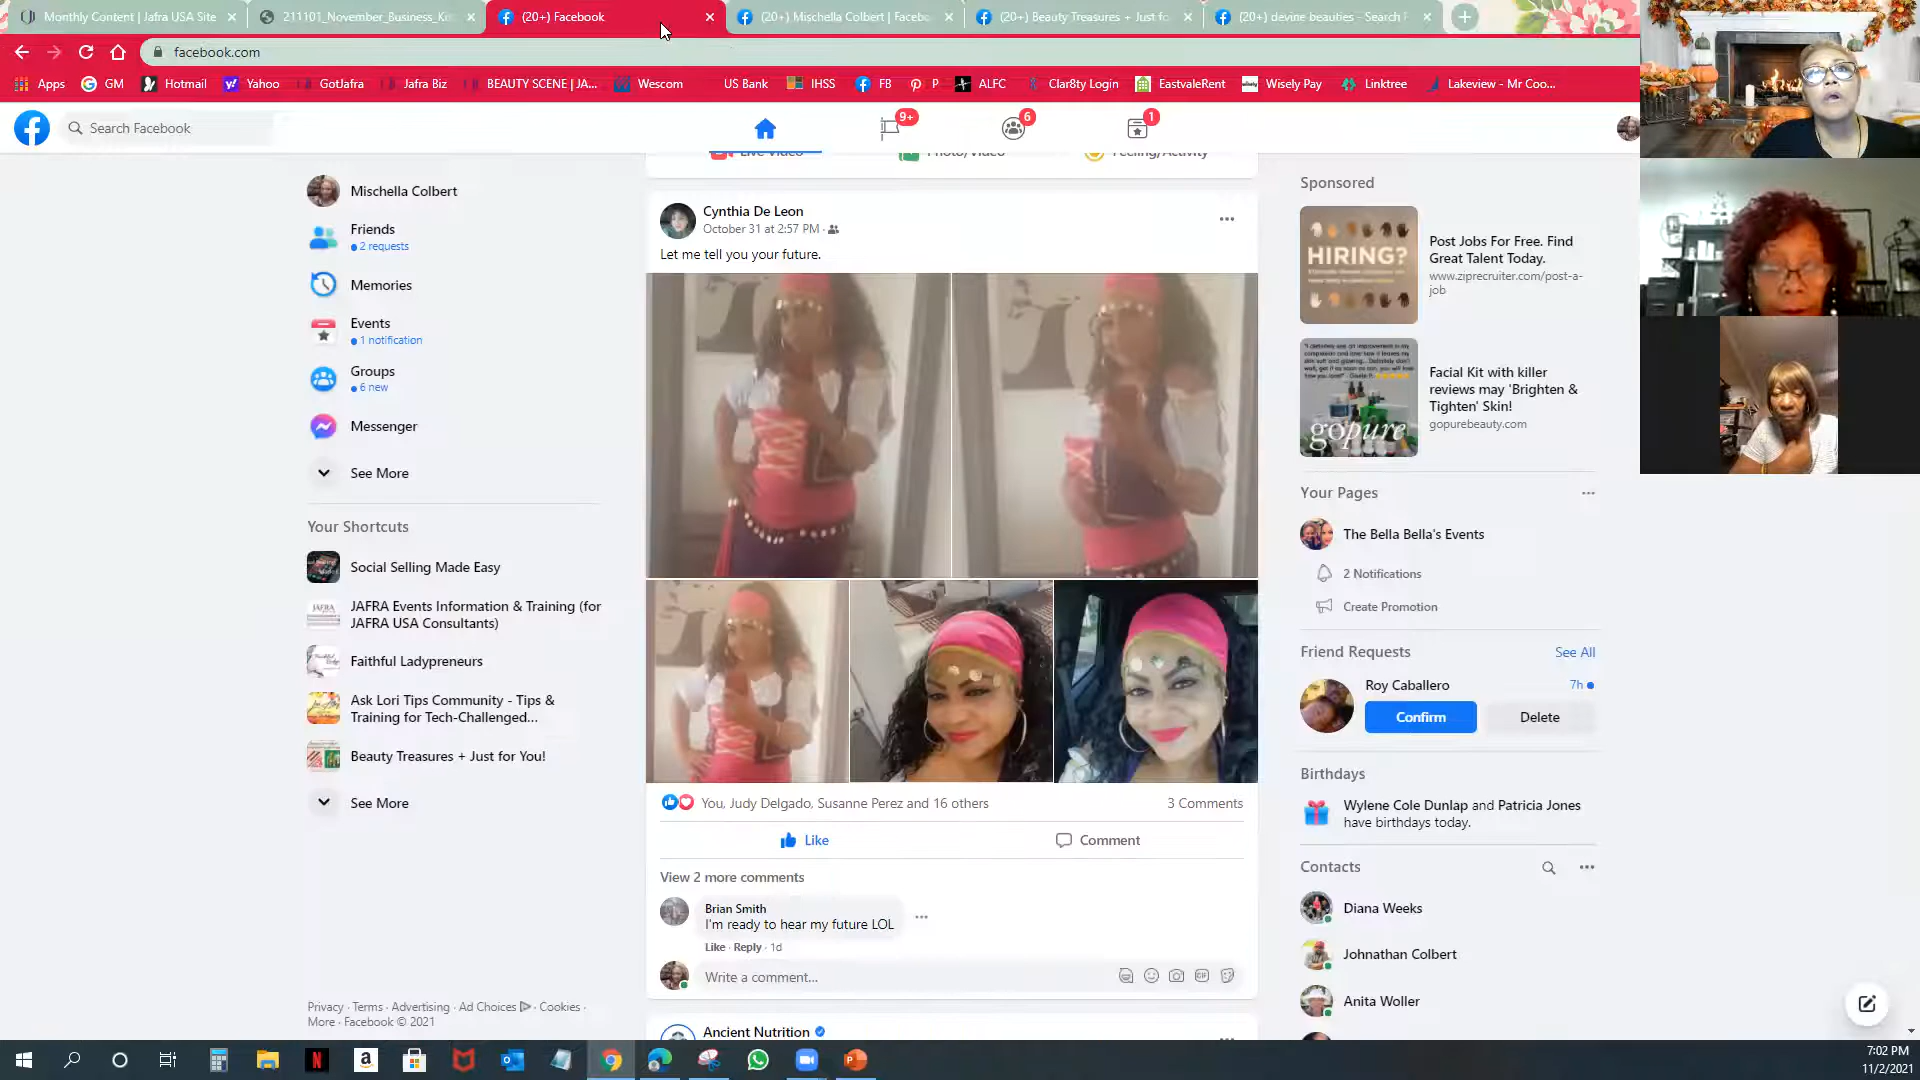 Monthly Content | Jafra USA Site
211101_November_Business_Ki
(20+) Facebook
(20+) Mischella Colbert | Facebo
(20+) Beauty Treasures + Just fo
(20+) devine beauties - Search
facebook.com
Apps
GM
Hotmail
Yahoo
GotJafra
Jafra Biz
BEAUTY SCENE | JA...
Wescom
US Bank
IHSS
FB
P
ALFC
Clar8ty Login
EastvaleRent
Wisely Pay
Linktree
Lakeview - Mr Coo...
Search Facebook
9+
6
1
Live Video
Photo/Video
Feeling/Activity
Mischella Colbert
Friends
2 requests
Memories
Events
1 notification
Groups
6 new
Messenger
See More
Your Shortcuts
Social Selling Made Easy
JAFRA Events Information & Training (for
JAFRA USA Consultants)
Faithful Ladypreneurs
Ask Lori Tips Community - Tips &
Training for Tech-Challenged...
Beauty Treasures + Just for You!
See More
Privacy · Terms · Advertising · Ad Choices · Cookies ·
More · Facebook © 2021
Cynthia De Leon
October 31 at 2:57 PM ·
Let me tell you your future.
You, Judy Delgado, Susanne Perez and 16 others
3 Comments
Like
Comment
View 2 more comments
Brian Smith
I'm ready to hear my future LOL
Like · Reply · 1d
Write a comment...
GIF
Ancient Nutrition
Sponsored
HIRING?
Post Jobs For Free. Find
Great Talent Today.
www.ziprecruiter.com/post-a-
job
gopure
Facial Kit with killer
reviews may 'Brighten &
Tighten' Skin!
gopurebeauty.com
Your Pages
The Bella Bella's Events
2 Notifications
Create Promotion
Friend Requests
See All
Roy Caballero
7h
Confirm
Delete
Birthdays
Wylene Cole Dunlap and Patricia Jones
have birthdays today.
Contacts
Diana Weeks
Johnathan Colbert
Anita Woller
7:02 PM
11/2/2021